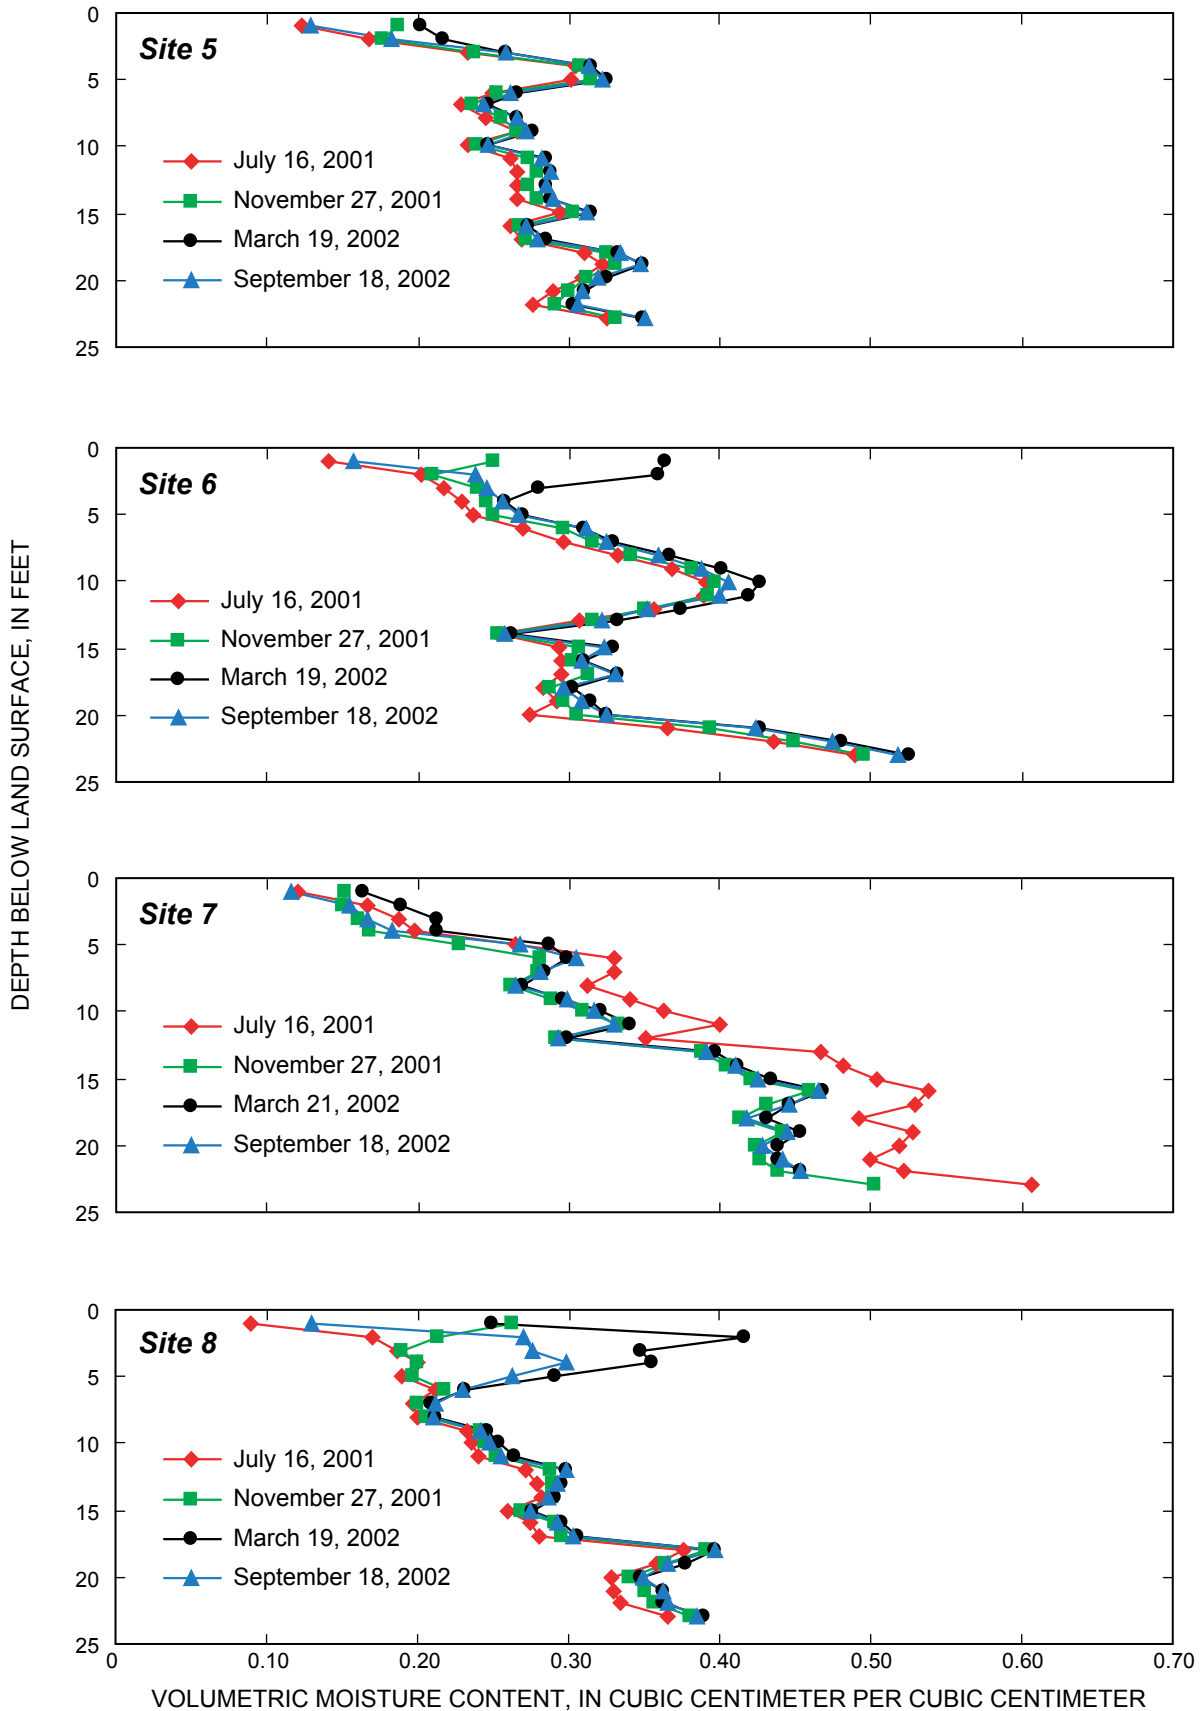 DEPTH BELOW LAND SURFACE, IN FEET
0
5
10
15
20
25
Site 5
July 16, 2001
November 27, 2001
March 19, 2002
September 18, 2002
0
5
10
15
20
25
Site 6
July 16, 2001
November 27, 2001
March 19, 2002
September 18, 2002
0
5
10
15
20
25
Site 7
July 16, 2001
November 27, 2001
March 21, 2002
September 18, 2002
0
5
10
15
20
25
Site 8
July 16, 2001
November 27, 2001
March 19, 2002
September 18, 2002
0 0.10 0.20 0.30 0.40 0.50 0.60 0.70
VOLUMETRIC MOISTURE CONTENT, IN CUBIC CENTIMETER PER CUBIC CENTIMETER